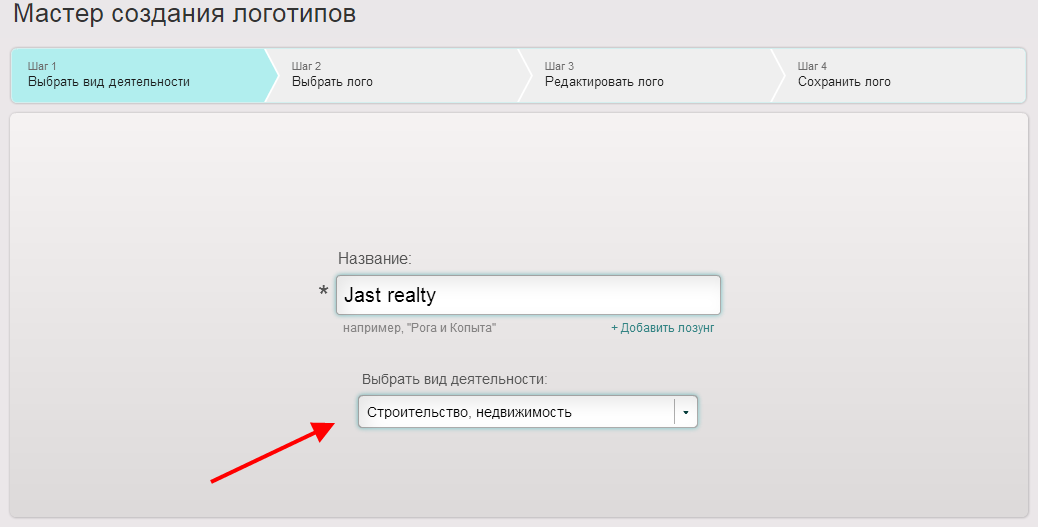 Мастер создания логотипов
Шаг 1
Выбрать вид деятельности
Шаг 2
Выбрать лого
Шаг 3
Редактировать лого
Шаг 4
Сохранить лого
Название:
* Jast realty
например, "Рога и Копыта"
+ Добавить лозунг
Выбрать вид деятельности:
Строительство, недвижимость